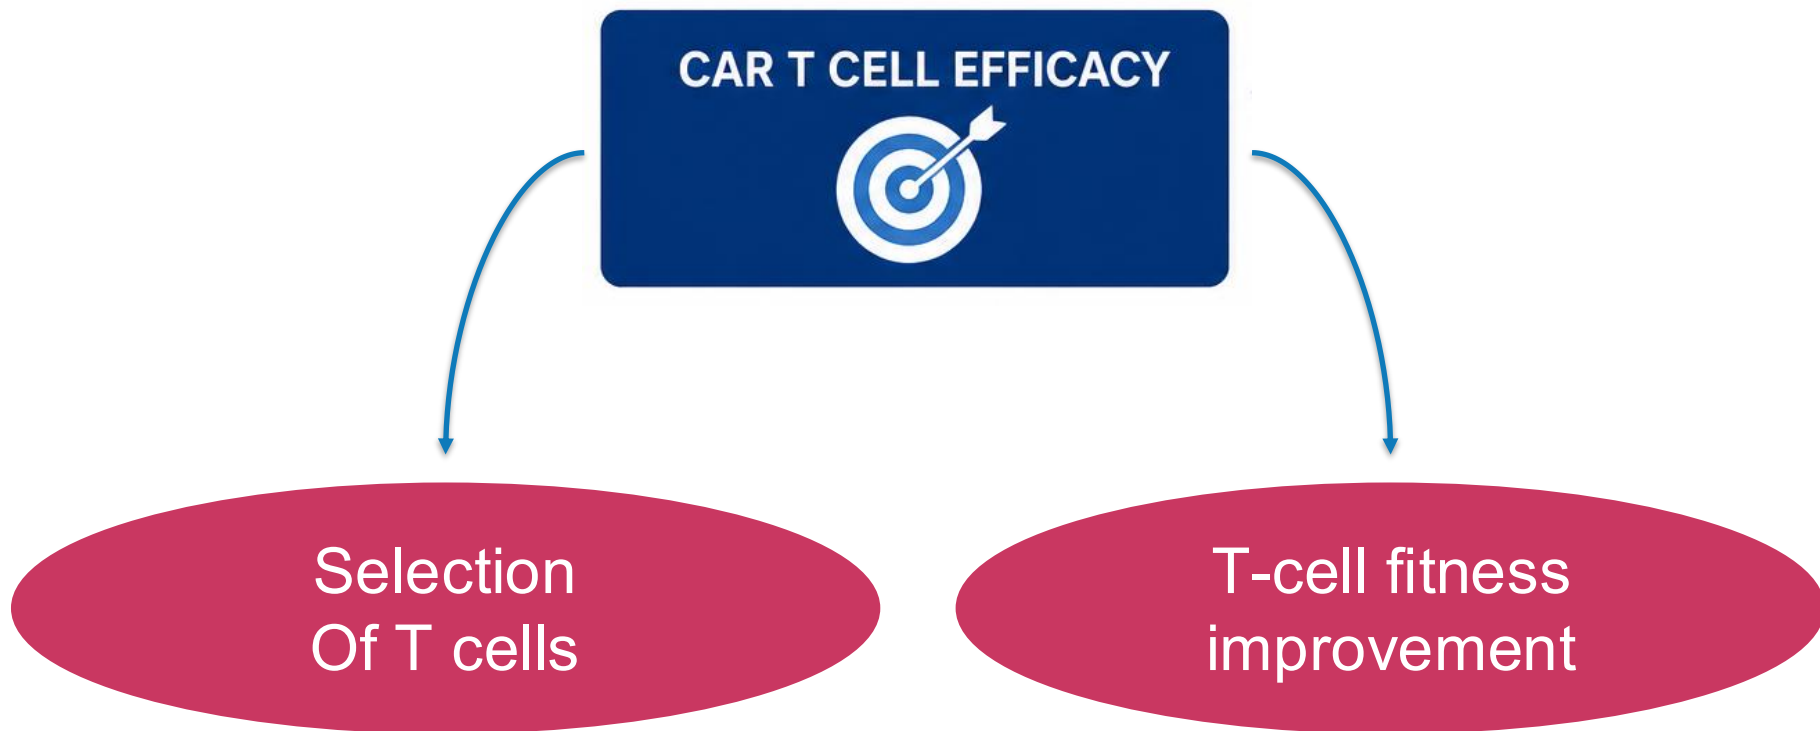 CAR T CELL EFFICACY
Selection
Of T cells
T-cell fitness
improvement